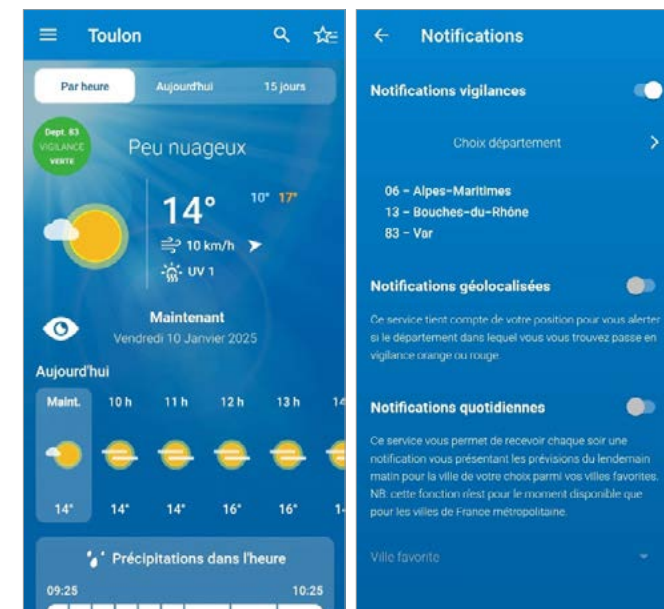 Toulon
Par heure
Aujourd'hui
15 jours
Dept. 83
VIGILANCE
VERTE
Peu nuageux
14°
10° 17°
10 km/h
UV 1
Maintenant
Vendredi 10 Janvier 2025
Aujourd'hui
Maint. 10 h 11 h 12 h 13 h 14
14° 14° 14° 16° 16° 1
Précipitations dans l'heure
09:25 10:25
Notifications
Notifications vigilances
Choix département
06 - Alpes-Maritimes
13 - Bouches-du-Rhône
83 - Var
Notifications géolocalisées
Ce service tient compte de votre position pour vous alerter
si le département dans lequel vous vous trouvez passe en
vigilance orange ou rouge.
Notifications quotidiennes
Ce service vous permet de recevoir chaque soir une
notification vous présentant les prévisions du lendemain
matin pour la ville de votre choix parmi vos villes favorites.
NB: cette fonction n'est pour le moment disponible que
pour les villes de France métropolitaine.
Ville favorite